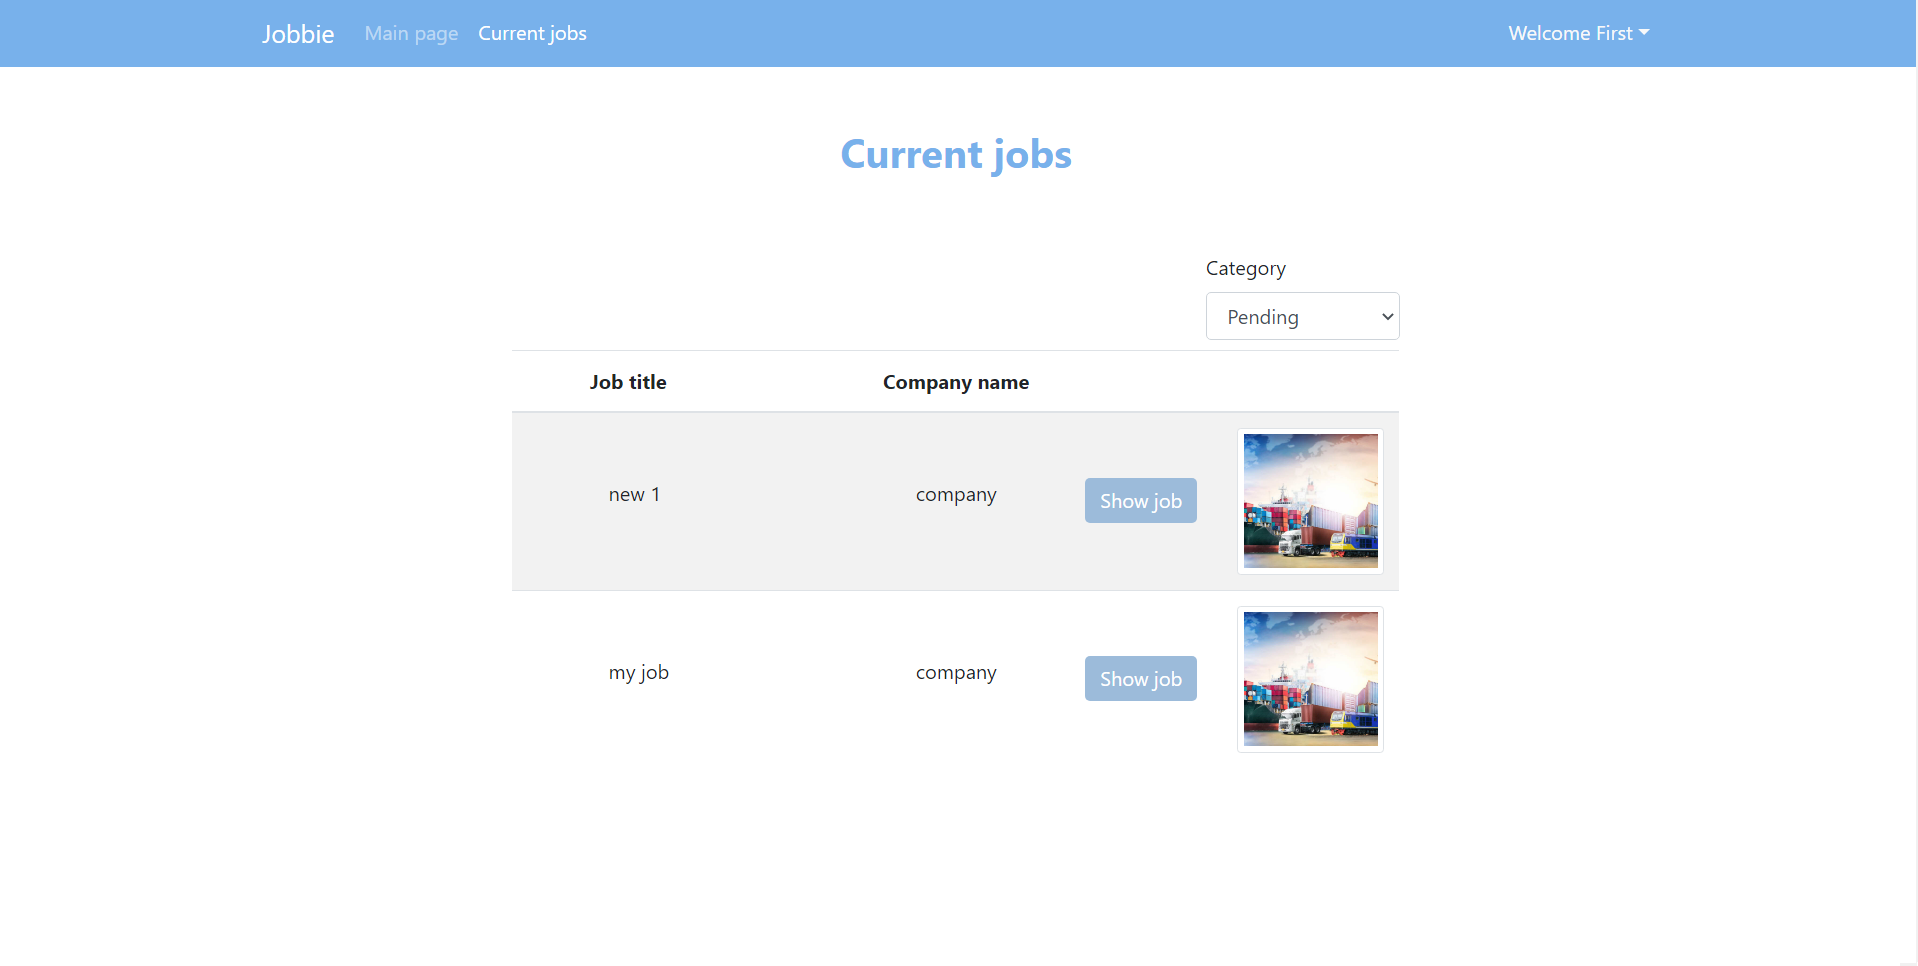 Jobbie Main page Current jobs Welcome First
Current jobs
Category
Pending
Job title Company name
new 1 company Show job
my job company Show job